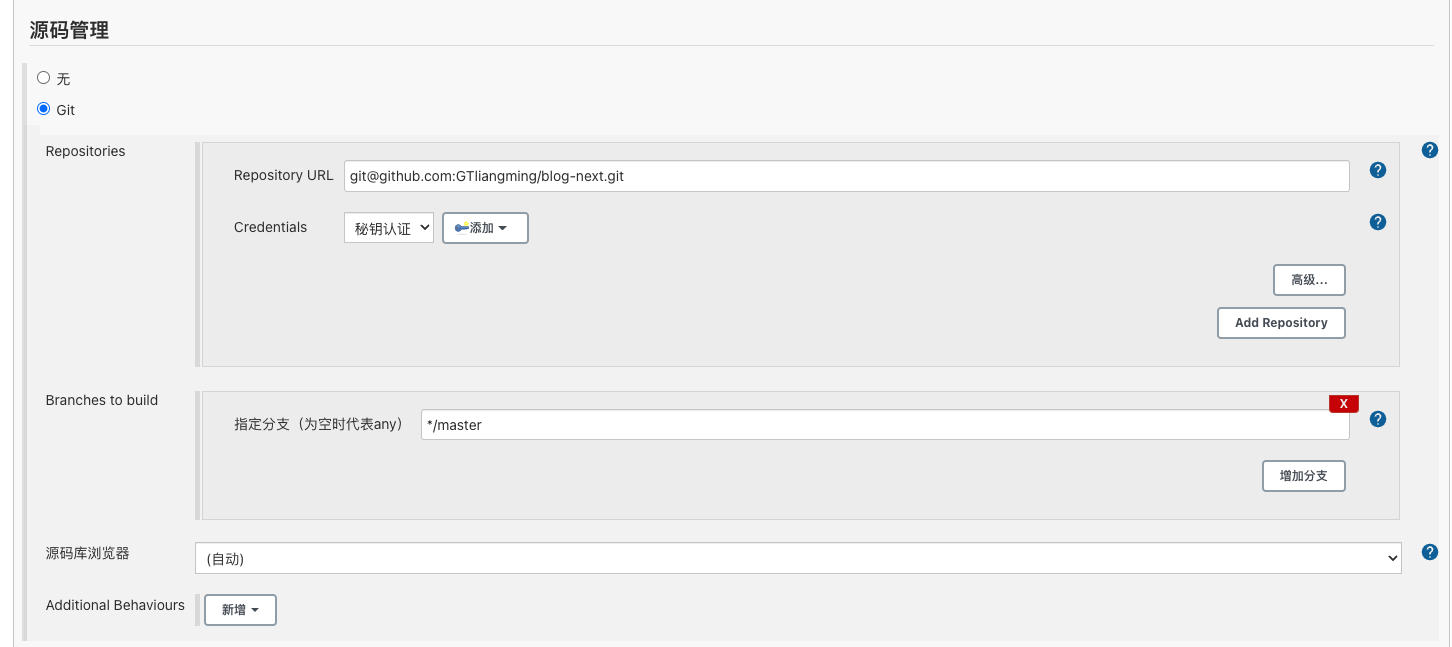 源码管理
无
Git
Repositories
Repository URL git@github.com:GTliangming/blog-next.git
Credentials 秘钥认证 添加
高级...
Add Repository
Branches to build
X
指定分支（为空时代表any） */master
增加分支
源码库浏览器 (自动)
Additional Behaviours 新增